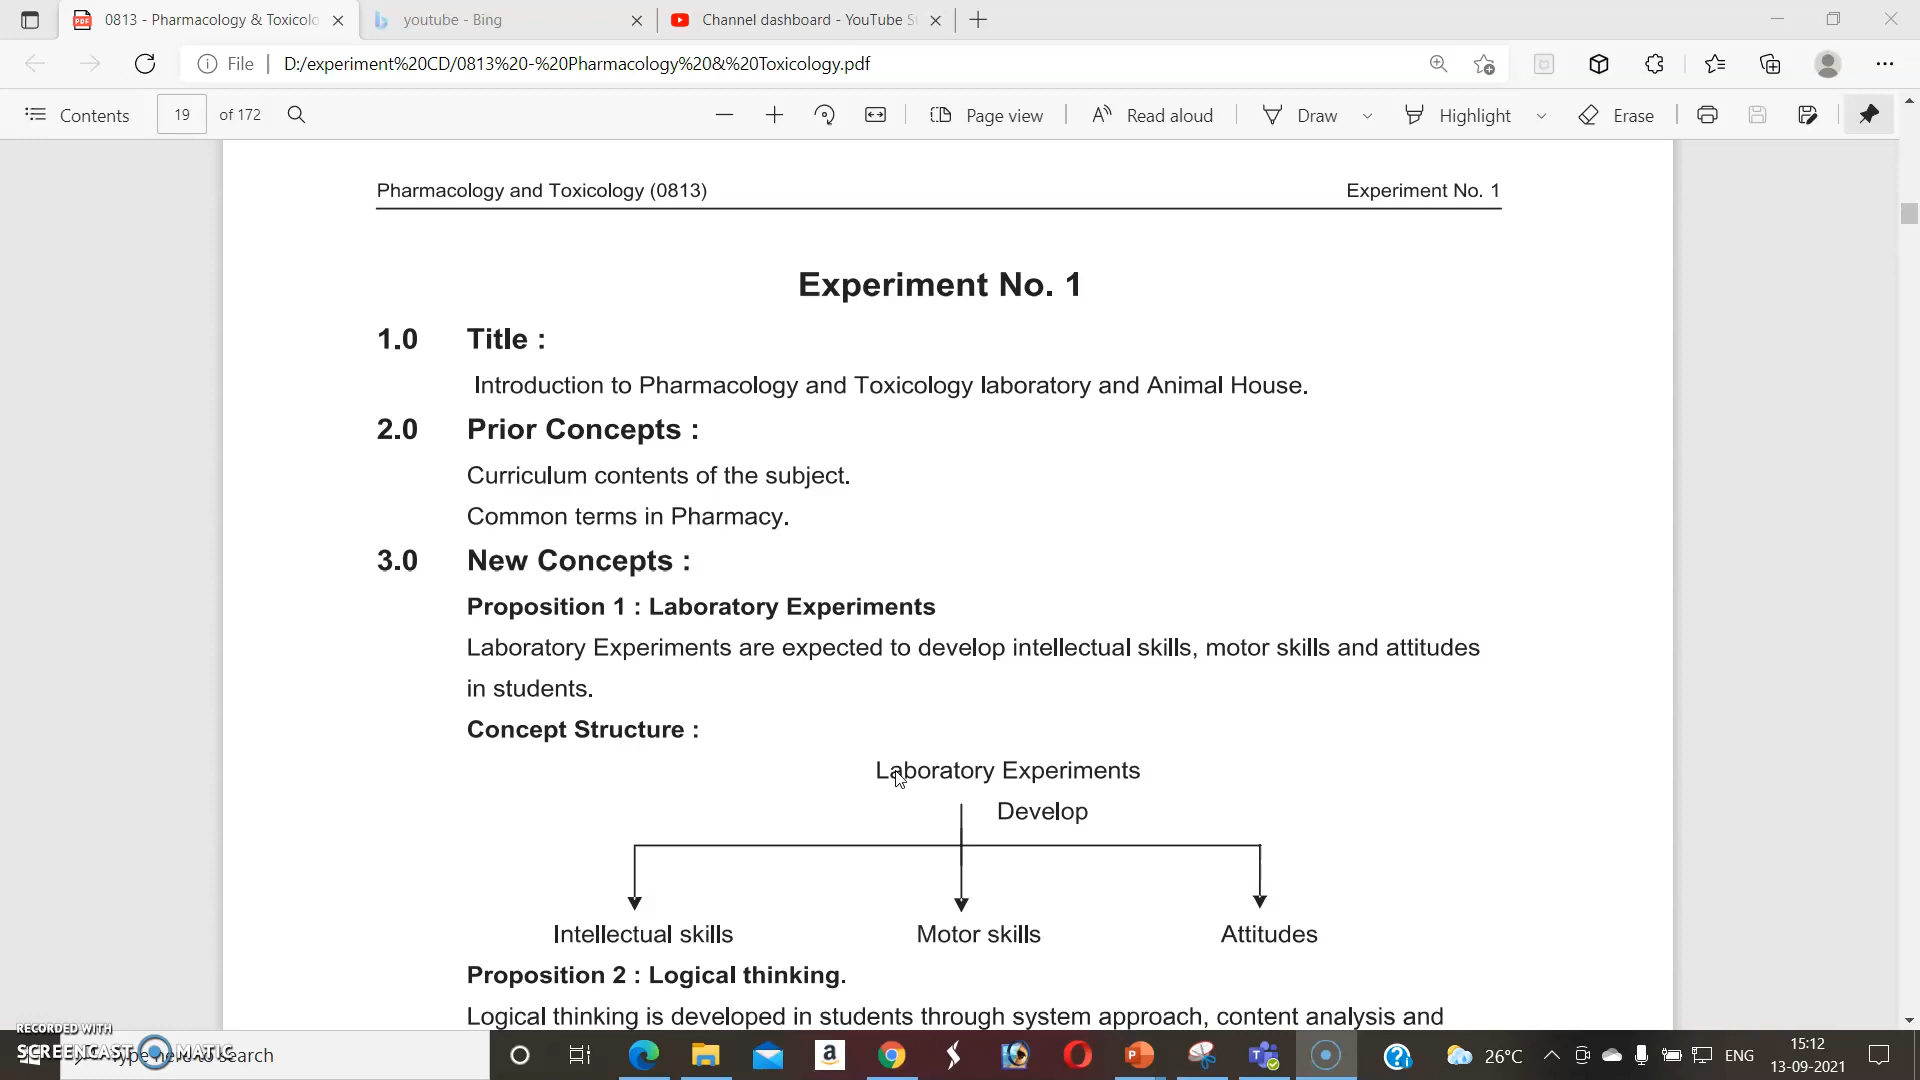 0813 - Pharmacology & Toxicolo
youtube - Bing
Channel dashboard - YouTube S
File
D:/experiment%20CD/0813%20-%20Pharmacology%20&%20Toxicology.pdf
Contents
19 of 172
Page view
Read aloud
Draw
Highlight
Erase
Pharmacology and Toxicology (0813) Experiment No. 1
Experiment No. 1
1.0 Title :
Introduction to Pharmacology and Toxicology laboratory and Animal House.
2.0 Prior Concepts :
Curriculum contents of the subject.
Common terms in Pharmacy.
3.0 New Concepts :
Proposition 1 : Laboratory Experiments
Laboratory Experiments are expected to develop intellectual skills, motor skills and attitudes
in students.
Concept Structure :
Laboratory Experiments
Develop
Intellectual skills Motor skills Attitudes
Proposition 2 : Logical thinking.
Logical thinking is developed in students through system approach, content analysis and
RECORDED WITH
SCREENCAST MATIC
Type here to search
26°C
ENG
15:12
13-09-2021